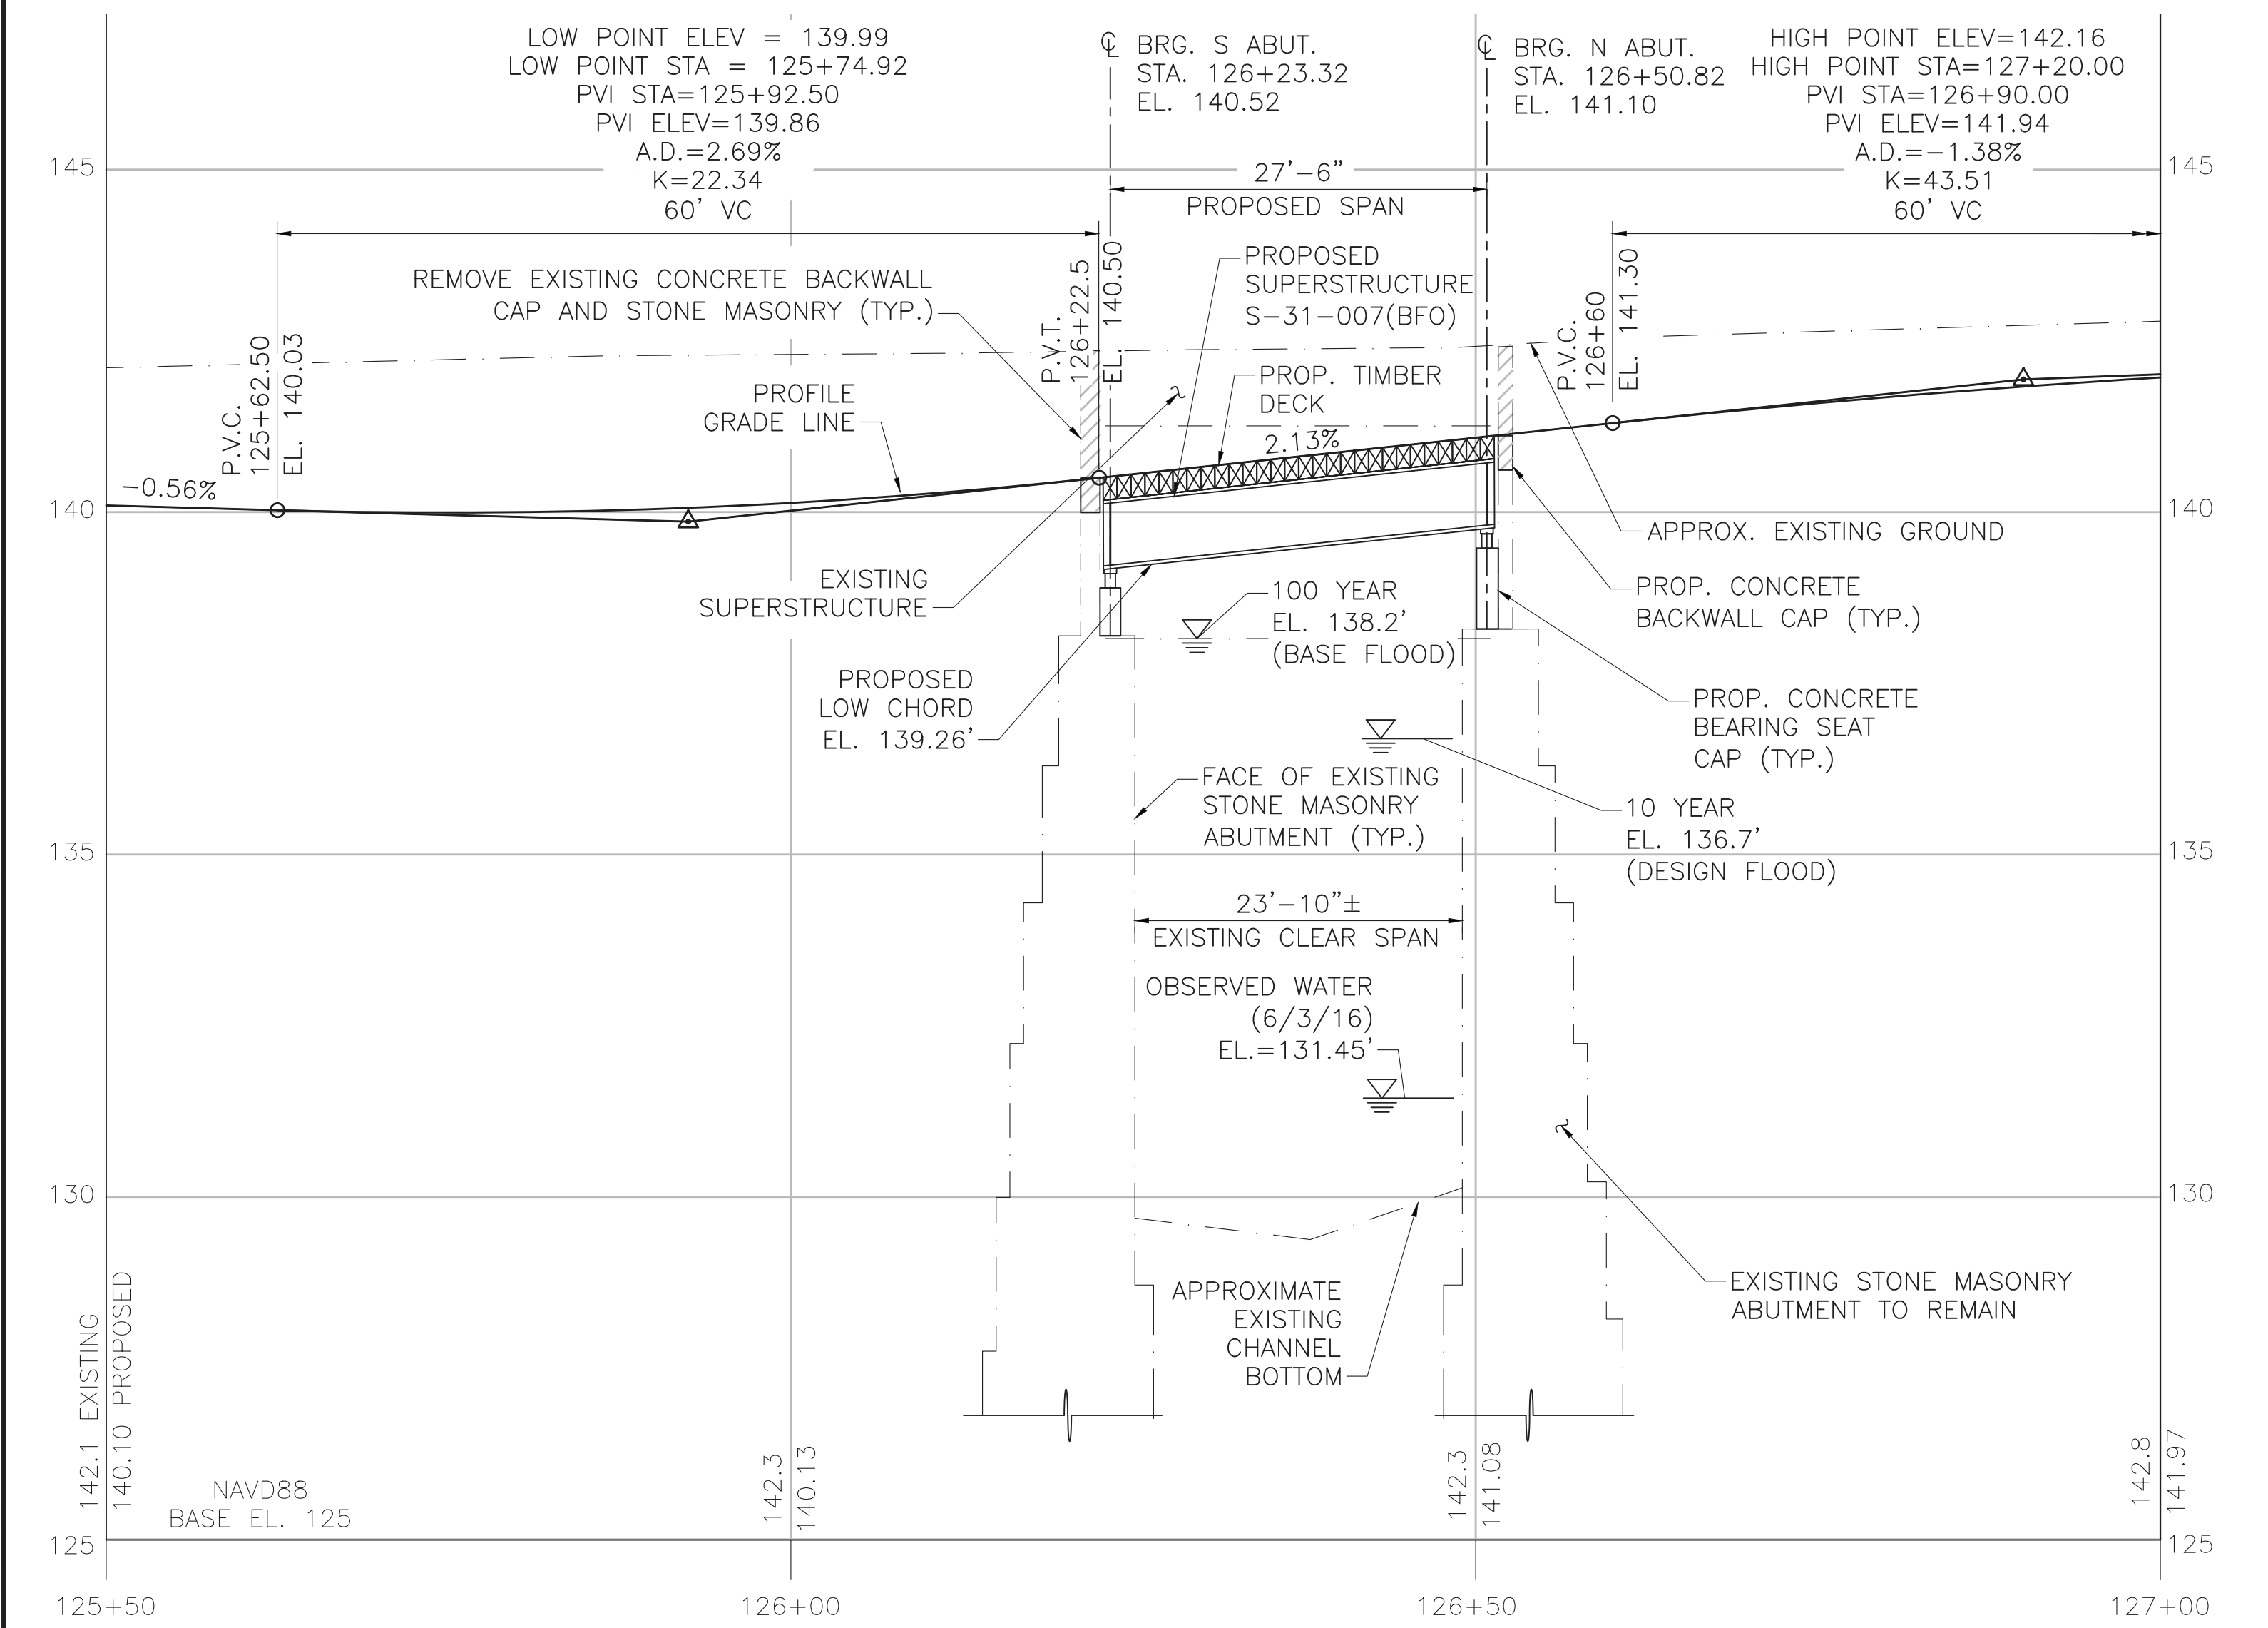 LOW POINT ELEV = 139.99
LOW POINT STA = 125+74.92
PVI STA=125+92.50
PVI ELEV=139.86
A.D.=2.69%
K=22.34
60' VC
℄ BRG. S ABUT.
STA. 126+23.32
EL. 140.52
℄ BRG. N ABUT.
STA. 126+50.82
EL. 141.10
HIGH POINT ELEV=142.16
HIGH POINT STA=127+20.00
PVI STA=126+90.00
PVI ELEV=141.94
A.D.=-1.38%
K=43.51
60' VC
145
145
27'-6"
PROPOSED SPAN
REMOVE EXISTING CONCRETE BACKWALL
CAP AND STONE MASONRY (TYP.)
PROPOSED
SUPERSTRUCTURE
S-31-007(BFO)
P.V.C.
125+62.50
EL. 140.03
P.V.T.
126+22.5
EL. 140.50
P.V.C.
126+60
EL. 141.30
PROFILE
GRADE LINE
PROP. TIMBER
DECK
2.13%
-0.56%
140
140
APPROX. EXISTING GROUND
EXISTING
SUPERSTRUCTURE
100 YEAR
EL. 138.2'
(BASE FLOOD)
PROP. CONCRETE
BACKWALL CAP (TYP.)
PROPOSED
LOW CHORD
EL. 139.26'
PROP. CONCRETE
BEARING SEAT
CAP (TYP.)
FACE OF EXISTING
STONE MASONRY
ABUTMENT (TYP.)
10 YEAR
EL. 136.7'
(DESIGN FLOOD)
135
135
23'-10"±
EXISTING CLEAR SPAN
OBSERVED WATER
(6/3/16)
EL.=131.45'
130
130
APPROXIMATE
EXISTING
CHANNEL
BOTTOM
EXISTING STONE MASONRY
ABUTMENT TO REMAIN
142.1 EXISTING
140.10 PROPOSED
NAVD88
BASE EL. 125
142.3
140.13
142.3
141.08
142.8
141.97
125
125
125+50
126+00
126+50
127+00